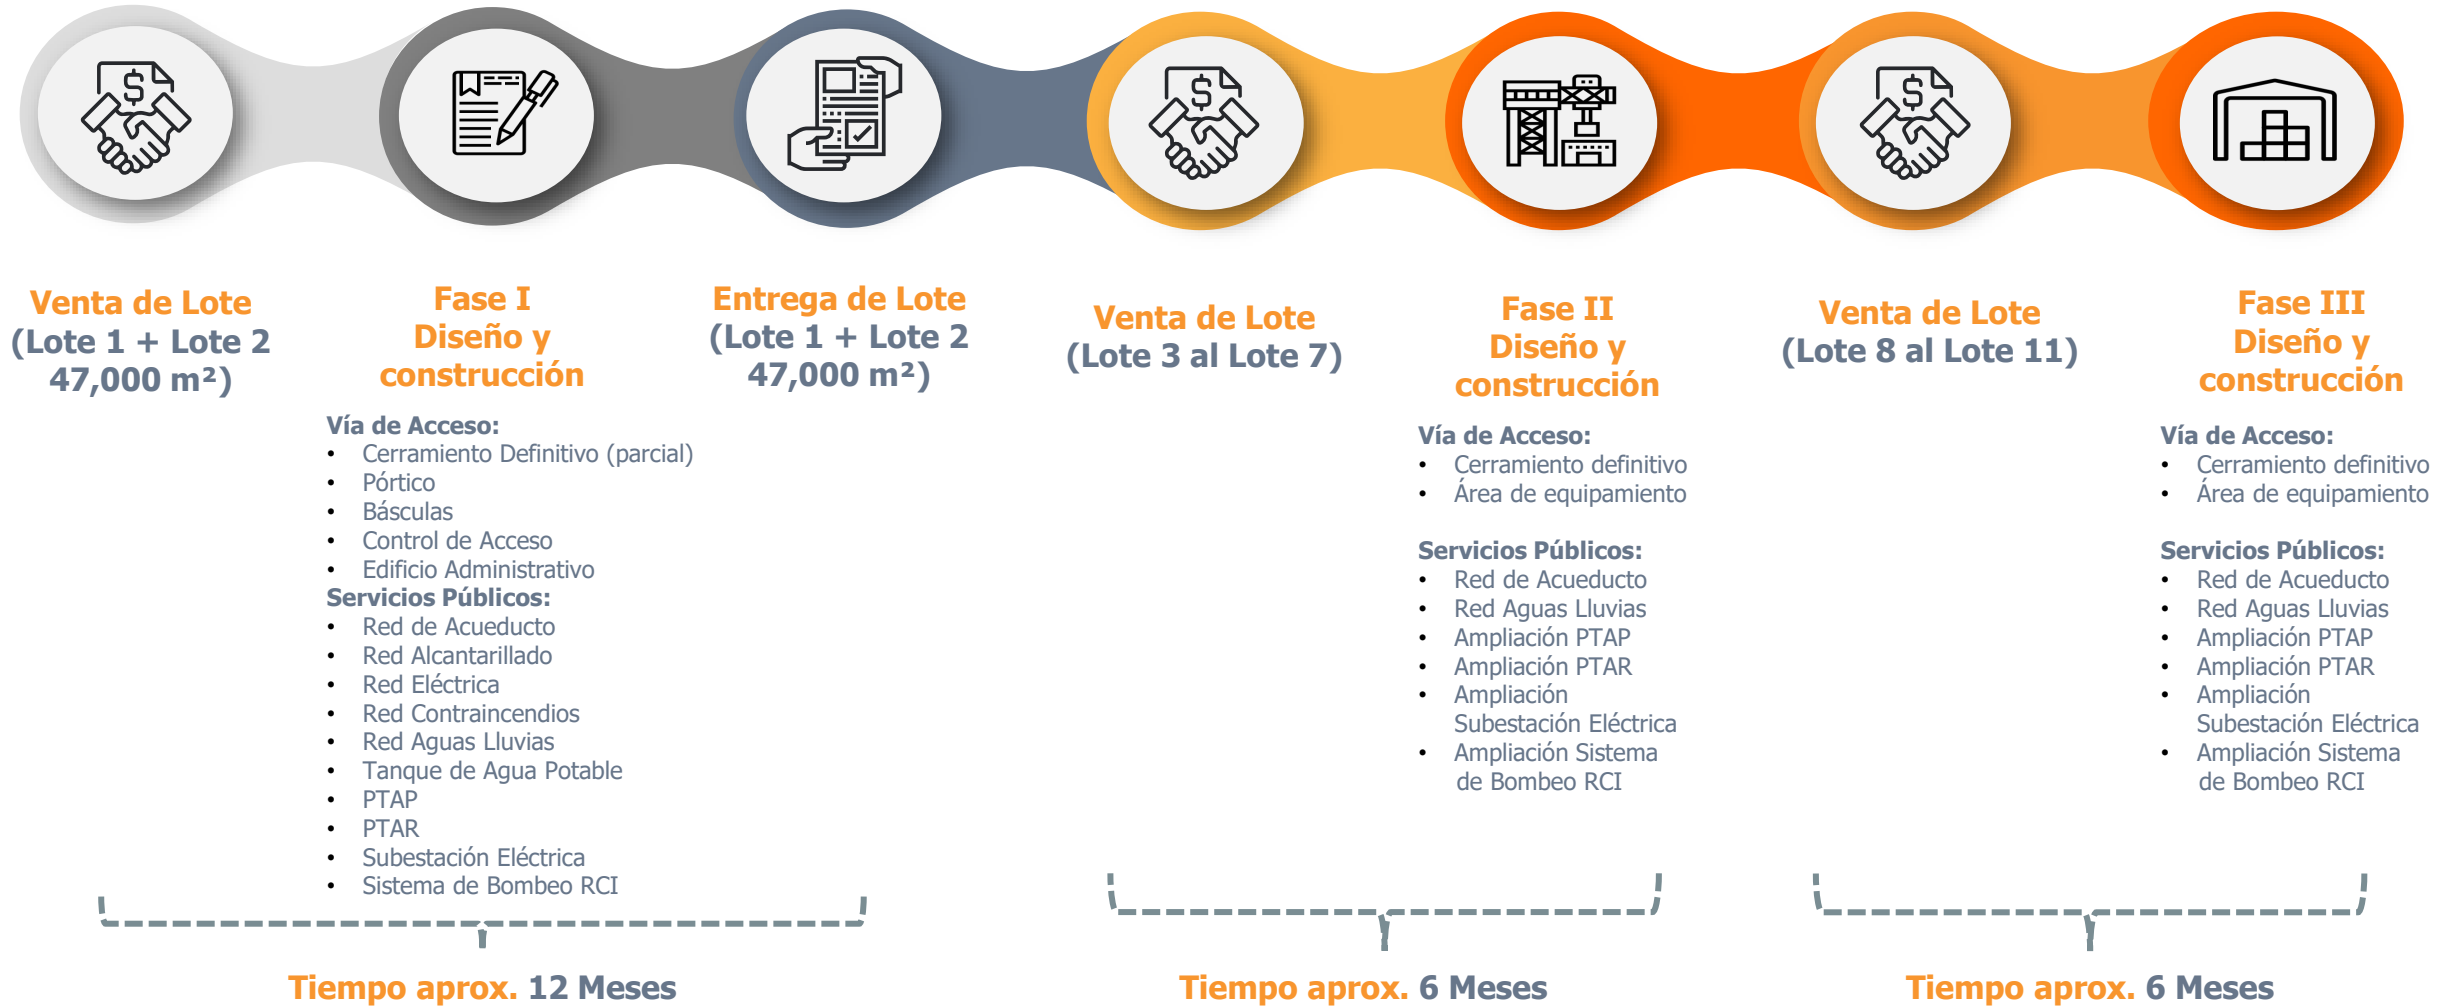 Venta de Lote
(Lote 1 + Lote 2
47,000 m²)
Fase I
Diseño y
construcción
Vía de Acceso:
• Cerramiento Definitivo (parcial)
• Pórtico
• Básculas
• Control de Acceso
• Edificio Administrativo
Servicios Públicos:
• Red de Acueducto
• Red Alcantarillado
• Red Eléctrica
• Red Contraincendios
• Red Aguas Lluvias
• Tanque de Agua Potable
• PTAP
• PTAR
• Subestación Eléctrica
• Sistema de Bombeo RCI
Entrega de Lote
(Lote 1 + Lote 2
47,000 m²)
Tiempo aprox. 12 Meses
Venta de Lote
(Lote 3 al Lote 7)
Fase II
Diseño y
construcción
Vía de Acceso:
• Cerramiento definitivo
• Área de equipamiento
Servicios Públicos:
• Red de Acueducto
• Red Aguas Lluvias
• Ampliación PTAP
• Ampliación PTAR
• Ampliación
Subestación Eléctrica
• Ampliación Sistema
de Bombeo RCI
Tiempo aprox. 6 Meses
Venta de Lote
(Lote 8 al Lote 11)
Fase III
Diseño y
construcción
Vía de Acceso:
• Cerramiento definitivo
• Área de equipamiento
Servicios Públicos:
• Red de Acueducto
• Red Aguas Lluvias
• Ampliación PTAP
• Ampliación PTAR
• Ampliación
Subestación Eléctrica
• Ampliación Sistema
de Bombeo RCI
Tiempo aprox. 6 Meses